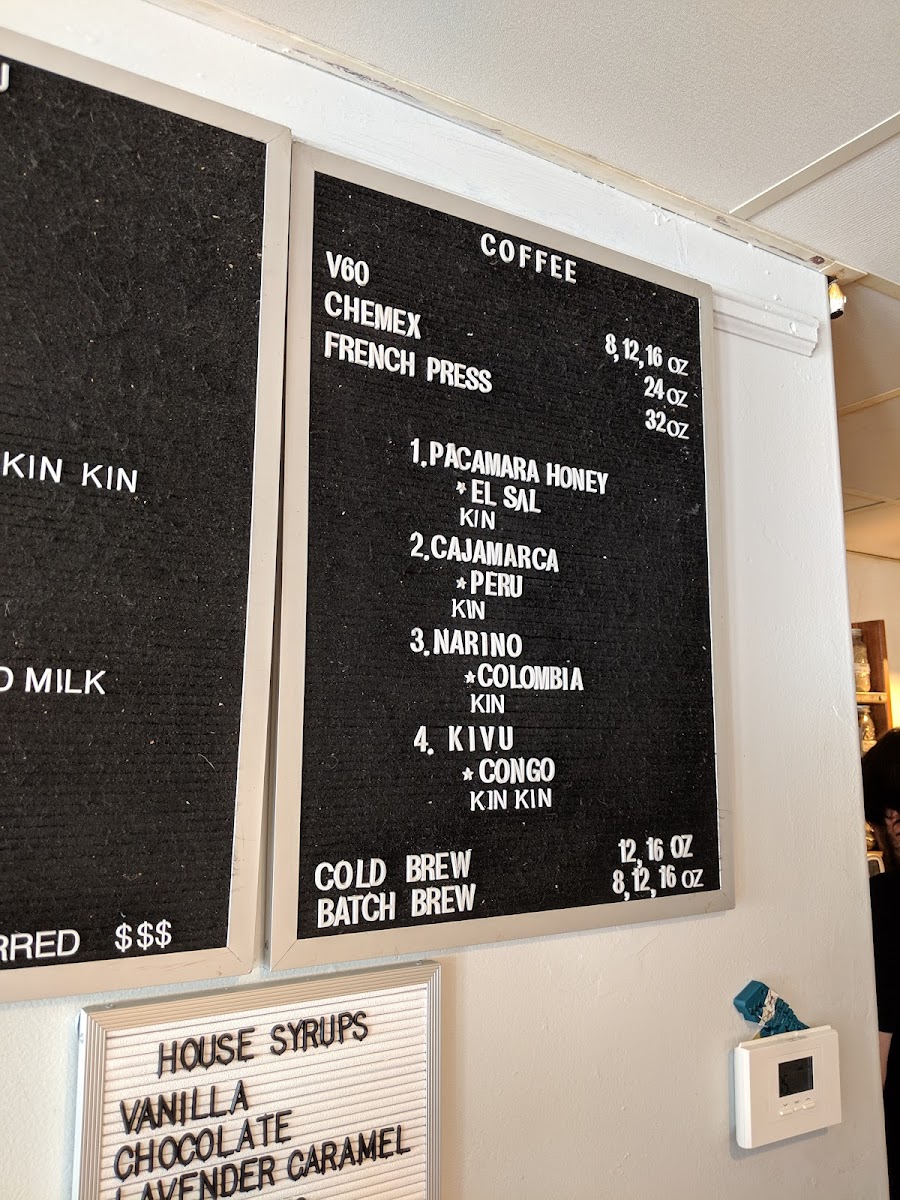 KIN KIN
MILK
$$$
COFFEE
V60
CHEMEX 8,12,16 OZ
FRENCH PRESS 24 OZ
32 OZ
1.PACAMARA HONEY
*EL SAL
KIN
2.CAJAMARCA
*PERU
KIN
3.NARINO
*COLOMBIA
KIN
4. KIVU
*CONGO
KIN KIN
COLD BREW 12,16 OZ
BATCH BREW 8,12,16 OZ
HOUSE SYRUPS
VANILLA
CHOCOLATE
LAVENDER CARAMEL